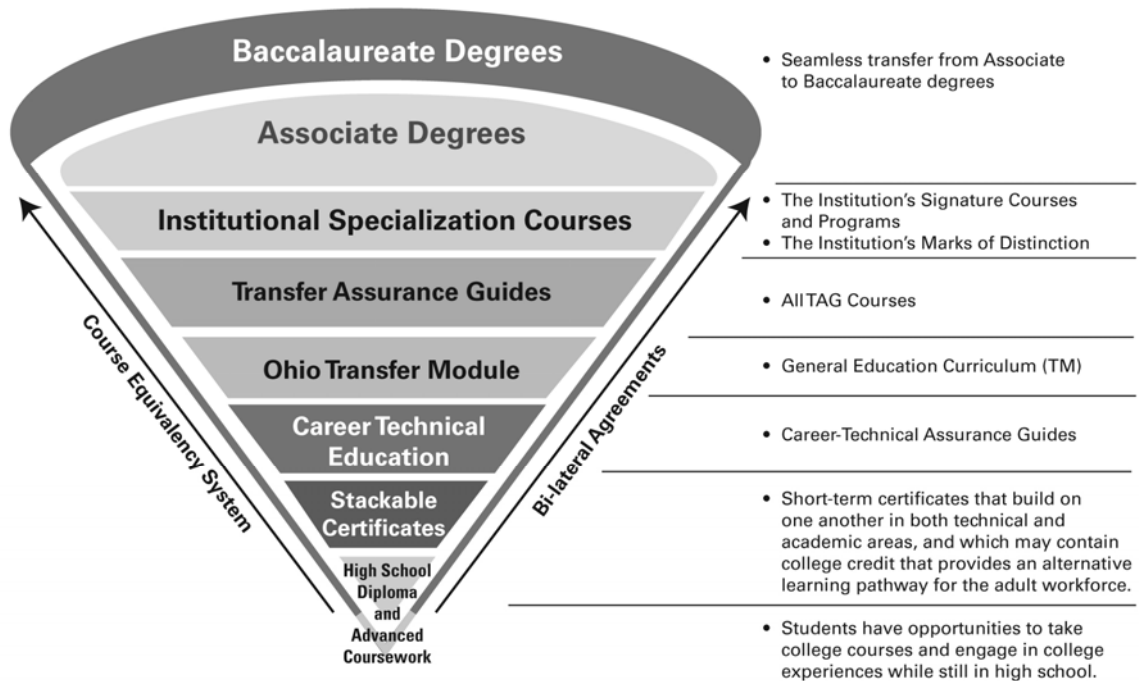 Baccalaureate Degrees
Associate Degrees
Institutional Specialization Courses
Transfer Assurance Guides
Ohio Transfer Module
Career Technical
Education
Stackable
Certificates
High School
Diploma
and
Advanced
Coursework
Course Equivalency System
Bi-lateral Agreements
• Seamless transfer from Associate
to Baccalaureate degrees
• The Institution's Signature Courses
and Programs
• The Institution's Marks of Distinction
• All TAG Courses
• General Education Curriculum (TM)
• Career-Technical Assurance Guides
• Short-term certificates that build on
one another in both technical and
academic areas, and which may contain
college credit that provides an alternative
learning pathway for the adult workforce.
• Students have opportunities to take
college courses and engage in college
experiences while still in high school.